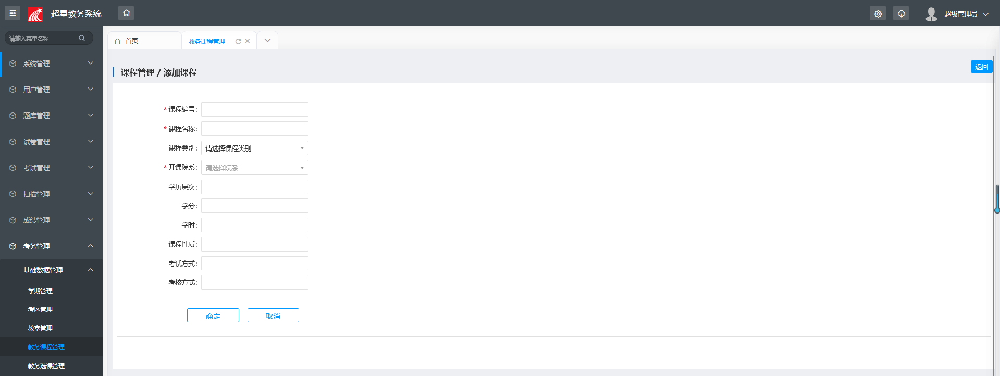 超星教务系统
超级管理员
请输入菜单名称
系统管理
用户管理
题库管理
试卷管理
考试管理
扫描管理
成绩管理
考务管理
基础数据管理
学期管理
考区管理
教室管理
教务课程管理
教务选课管理
首页
教务课程管理
课程管理 / 添加课程
返回
* 课程编号:
* 课程名称:
课程类别: 请选择课程类别
* 开课院系: 请选择院系
学历层次:
学分:
学时:
课程性质:
考试方式:
考核方式:
确定 取消